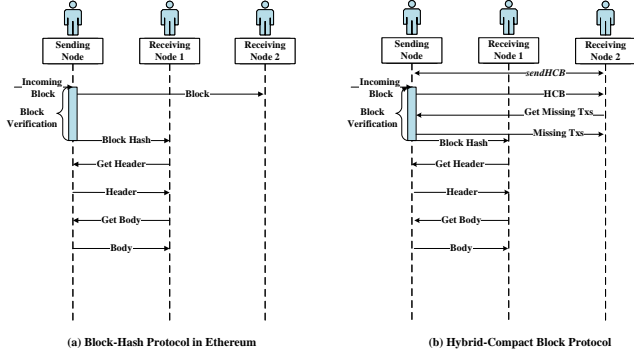 Sending
Node
Receiving
Node 1
Receiving
Node 2
Incoming
Block
Block
Verification
Block
Block Hash
Get Header
Header
Get Body
Body
(a) Block-Hash Protocol in Ethereum
Sending
Node
Receiving
Node 1
Receiving
Node 2
sendHCB
Incoming
Block
HCB
Block
Verification
Get Missing Txs
Missing Txs
Block Hash
Get Header
Header
Get Body
Body
(b) Hybrid-Compact Block Protocol